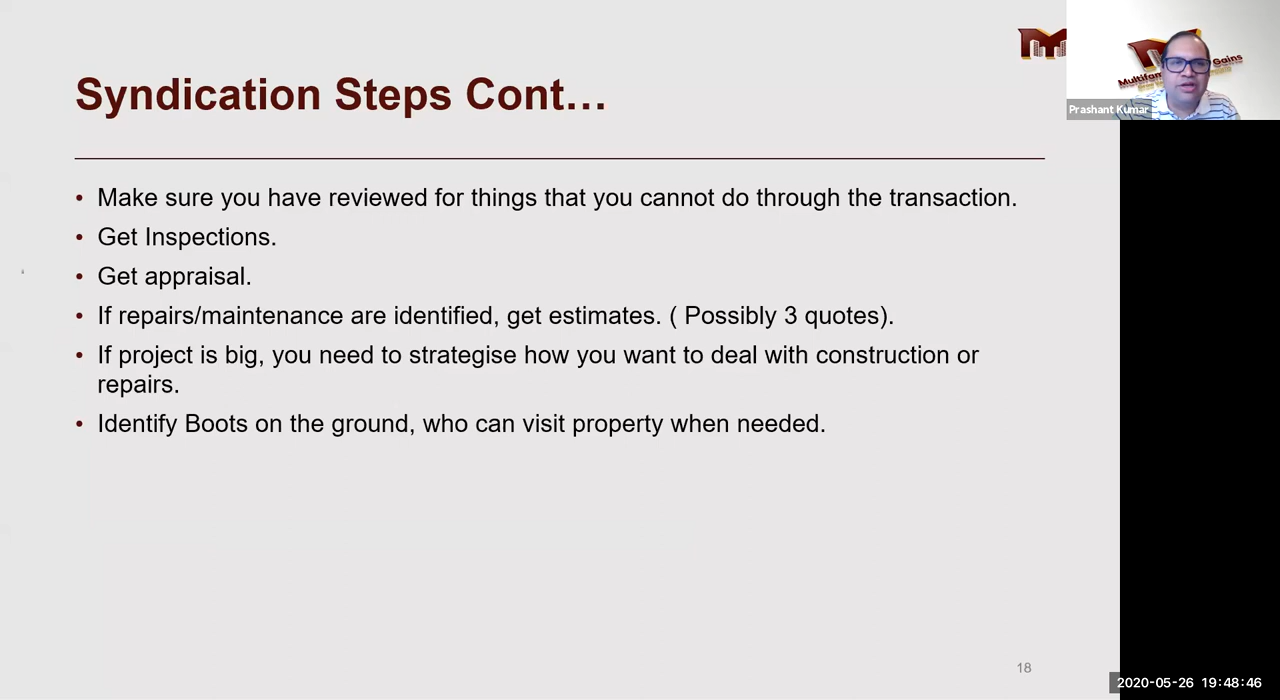 Syndication Steps Cont…
Multifam
Gains
Prashant Kumar
• Make sure you have reviewed for things that you cannot do through the transaction.
• Get Inspections.
• Get appraisal.
• If repairs/maintenance are identified, get estimates. ( Possibly 3 quotes).
• If project is big, you need to strategise how you want to deal with construction or
repairs.
• Identify Boots on the ground, who can visit property when needed.
18
2020-05-26 19:48:46